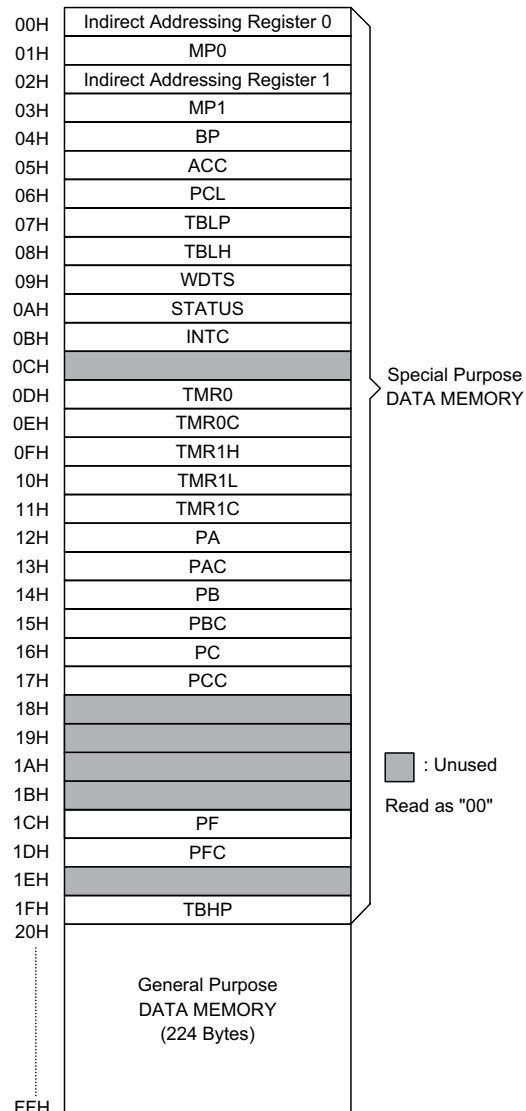 00H Indirect Addressing Register 0
01H MP0
02H Indirect Addressing Register 1
03H MP1
04H BP
05H ACC
06H PCL
07H TBLP
08H TBLH
09H WDTS
0AH STATUS
0BH INTC
0CH
0DH TMR0
0EH TMR0C
0FH TMR1H
10H TMR1L
11H TMR1C
12H PA
13H PAC
14H PB
15H PBC
16H PC
17H PCC
18H
19H
1AH
1BH
1CH PF
1DH PFC
1EH
1FH TBHP
20H
General Purpose
DATA MEMORY
(224 Bytes)
FFH
Special Purpose
DATA MEMORY
: Unused
Read as "00"